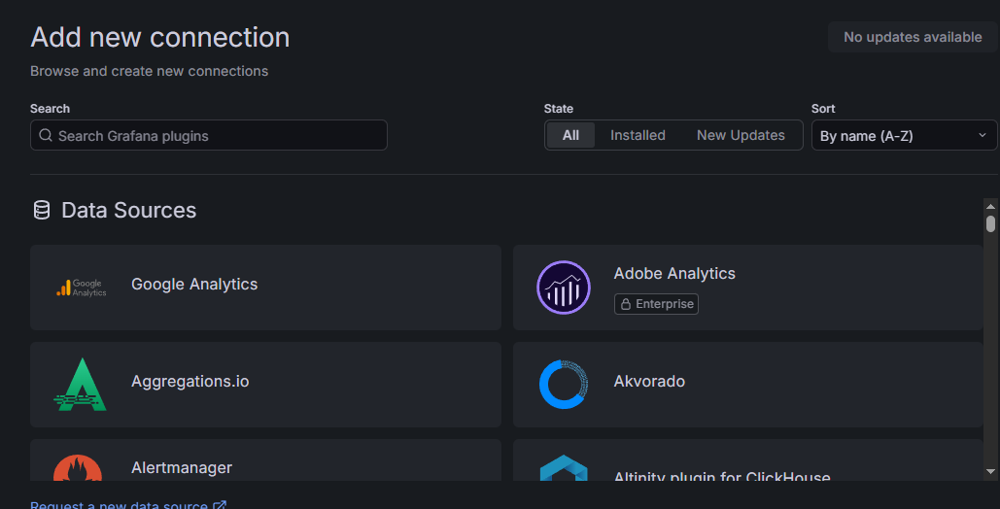 Add new connection
No updates available
Browse and create new connections
Search
State
Sort
Search Grafana plugins
All
Installed
New Updates
By name (A-Z)
Data Sources
Google Analytics
Google Analytics
Adobe Analytics
Enterprise
Aggregations.io
Akvorado
Alertmanager
Altinity plugin for ClickHouse
Request a new data source